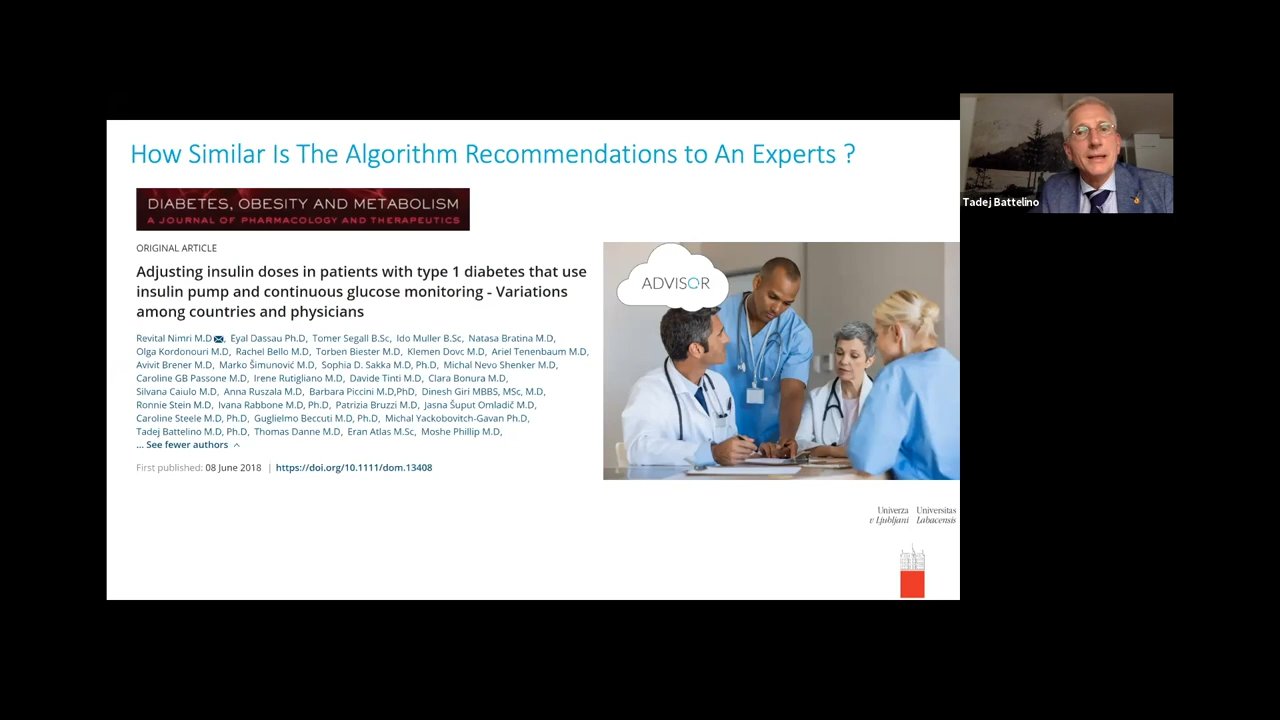 How Similar Is The Algorithm Recommendations to An Experts ?
DIABETES, OBESITY AND METABOLISM
A JOURNAL OF PHARMACOLOGY AND THERAPEUTICS
ORIGINAL ARTICLE
Adjusting insulin doses in patients with type 1 diabetes that use
insulin pump and continuous glucose monitoring - Variations
among countries and physicians
Revital Nimri M.D, Eyal Dassau Ph.D, Tomer Segall B.Sc, Ido Muller B.Sc, Natasa Bratina M.D,
Olga Kordonouri M.D, Rachel Bello M.D, Torben Biester M.D, Klemen Dovc M.D, Ariel Tenenbaum M.D,
Avivit Brener M.D, Marko Šimunović M.D, Sophia D. Sakka M.D, Ph.D, Michal Nevo Shenker M.D,
Caroline GB Passone M.D, Irene Rutigliano M.D, Davide Tinti M.D, Clara Bonura M.D,
Silvana Caiulo M.D, Anna Ruszala M.D, Barbara Piccini M.D,PhD, Dinesh Giri MBBS, MSc, M.D,
Ronnie Stein M.D, Ivana Rabbone M.D, Ph.D, Patrizia Bruzzi M.D, Jasna Šuput Omladič M.D,
Caroline Steele M.D, Ph.D, Guglielmo Beccuti M.D, Ph.D, Michal Yackobovitch-Gavan Ph.D,
Tadej Battelino M.D, Ph.D, Thomas Danne M.D, Eran Atlas M.Sc, Moshe Phillip M.D,
... See fewer authors
First published: 08 June 2018 | https://doi.org/10.1111/dom.13408
ADVISOR
Univerza Universitas
v Ljubljani Labacensis
Tadej Battelino